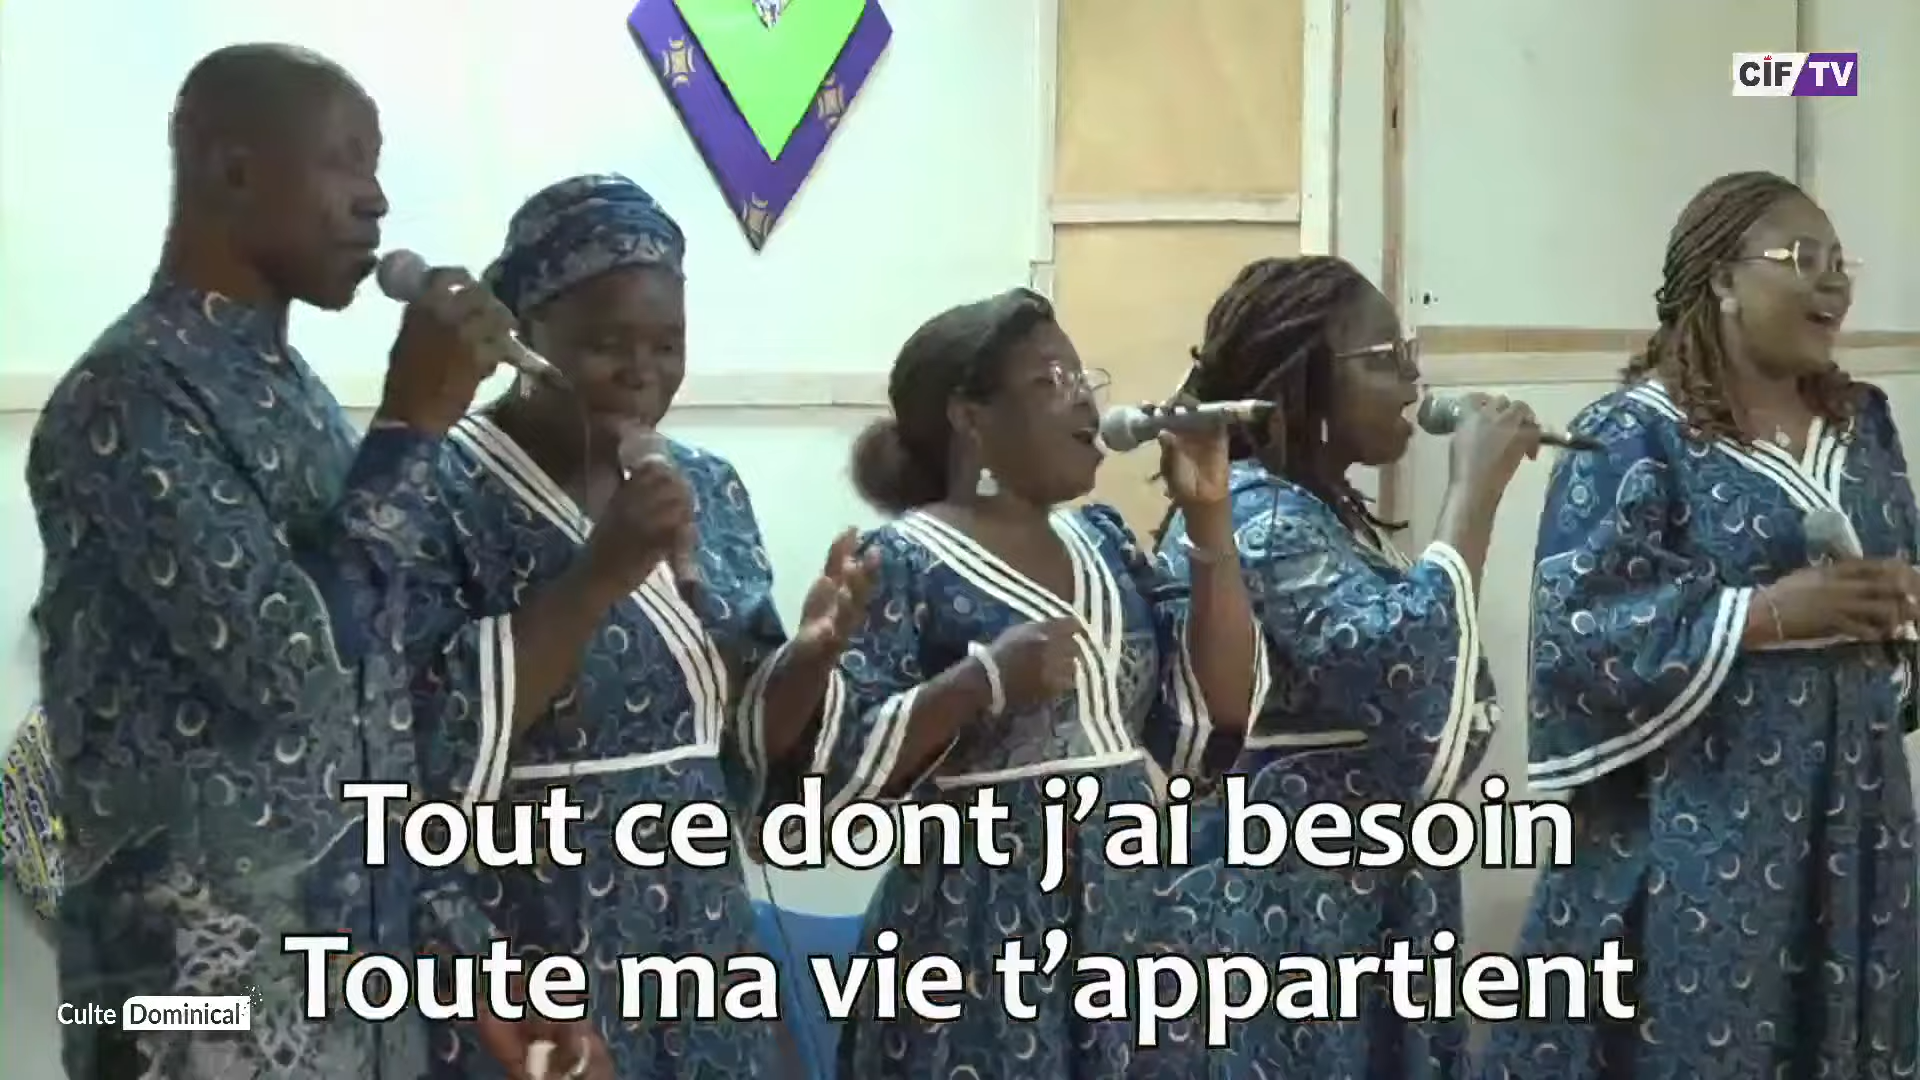 CIF/TV
Tout ce dont j'ai besoin
Toute ma vie t'appartient
Culte Dominical